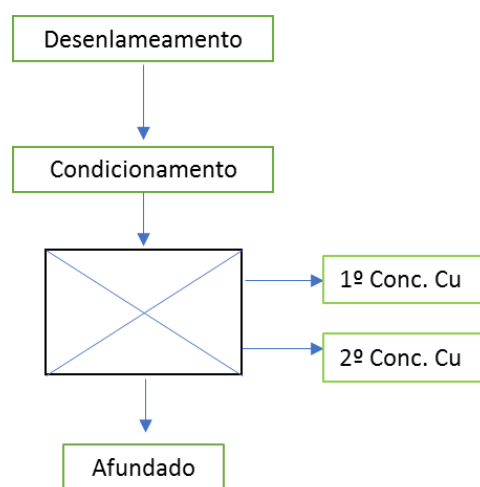 Desenlameamento
Condicionamento
1º Conc. Cu
2º Conc. Cu
Afundado